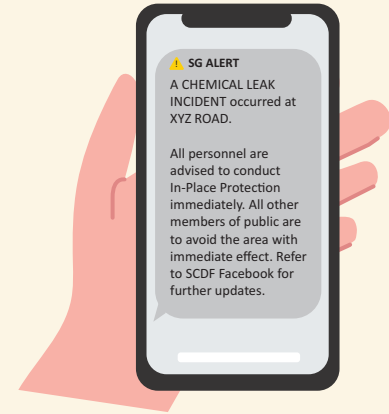 SG ALERT
A CHEMICAL LEAK
INCIDENT occurred at
XYZ ROAD.
All personnel are
advised to conduct
In-Place Protection
immediately. All other
members of public are
to avoid the area with
immediate effect. Refer
to SCDF Facebook for
further updates.